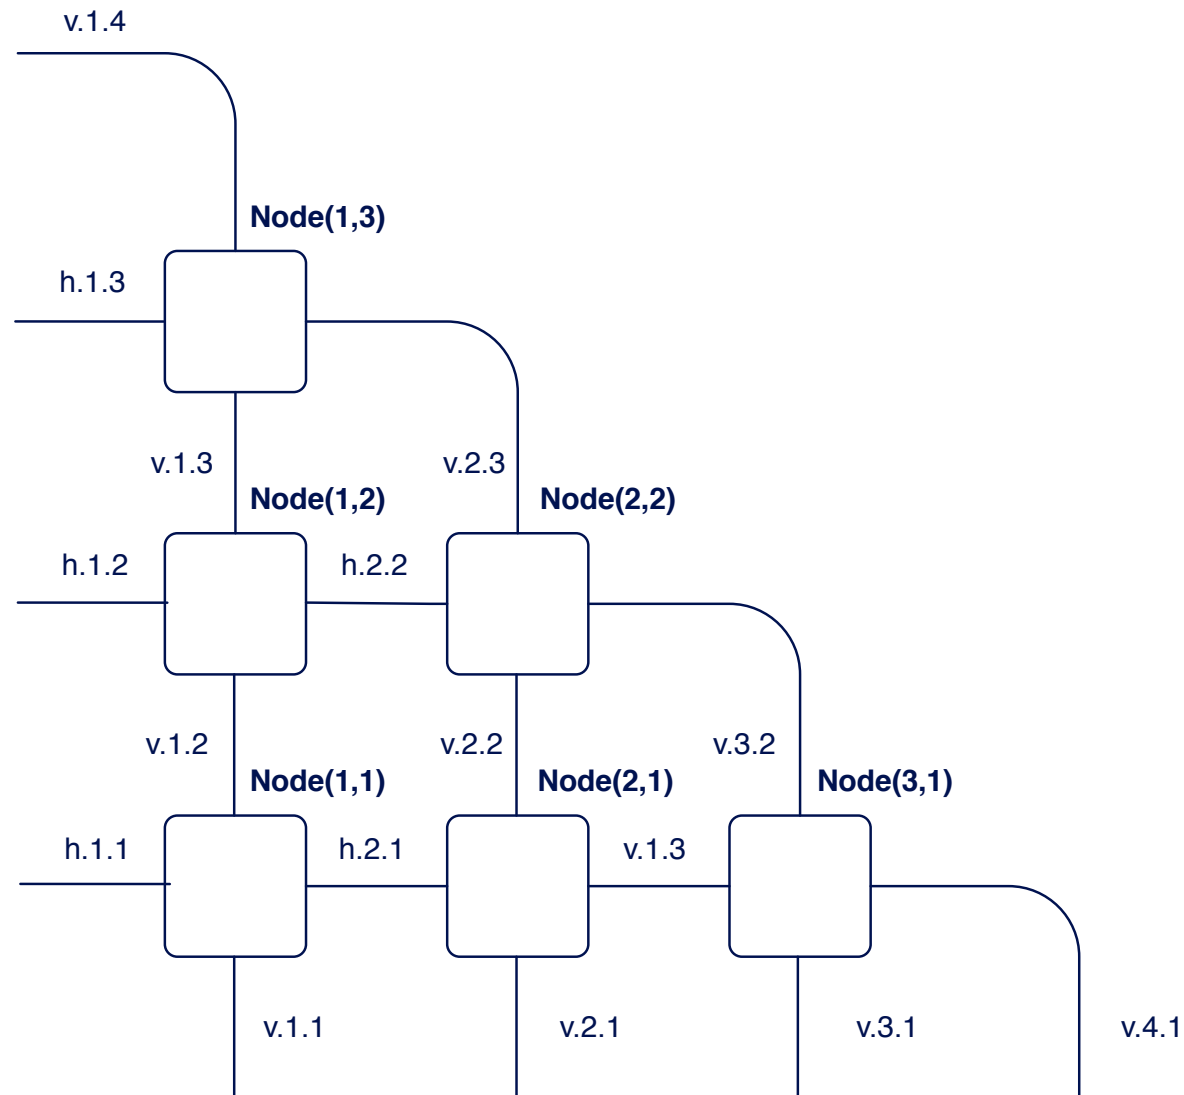 v.1.4
Node(1,3)
h.1.3
v.1.3
v.2.3
Node(1,2)
Node(2,2)
h.1.2
h.2.2
v.1.2
v.2.2
v.3.2
Node(1,1)
Node(2,1)
Node(3,1)
h.1.1
h.2.1
v.1.3
v.1.1
v.2.1
v.3.1
v.4.1